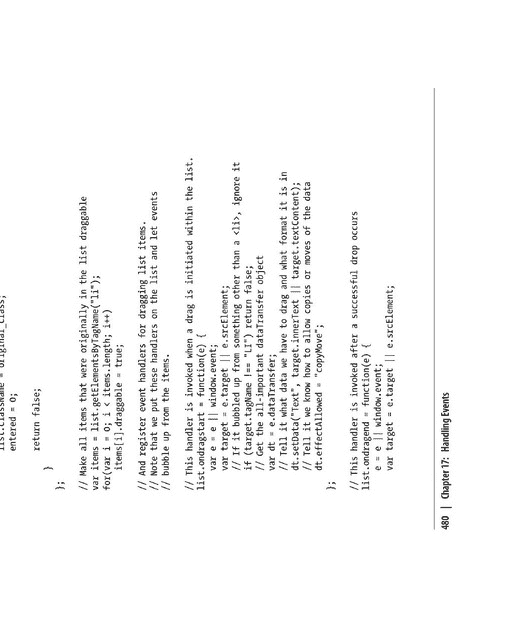 list.className = original_class;
entered = 0;
return false;
}
};
// Make all items that were originally in the list draggable
var items = list.getElementsByTagName("li");
for(var i = 0; i < items.length; i++)
items[i].draggable = true;
// And register event handlers for dragging list items.
// Note that we put these handlers on the list and let events
// bubble up from the items.
// This handler is invoked when a drag is initiated within the list.
list.ondragstart = function(e) {
var e = e || window.event;
var target = e.target || e.srcElement;
// If it bubbled up from something other than a <li>, ignore it
if (target.tagName !== "LI") return false;
// Get the all-important dataTransfer object
var dt = e.dataTransfer;
// Tell it what data we have to drag and what format it is in
dt.setData("Text", target.innerText || target.textContent);
// Tell it we know how to allow copies or moves of the data
dt.effectAllowed = "copyMove";
};
// This handler is invoked after a successful drop occurs
list.ondragend = function(e) {
e = e || window.event;
var target = e.target || e.srcElement;
480 | Chapter 17: Handling Events